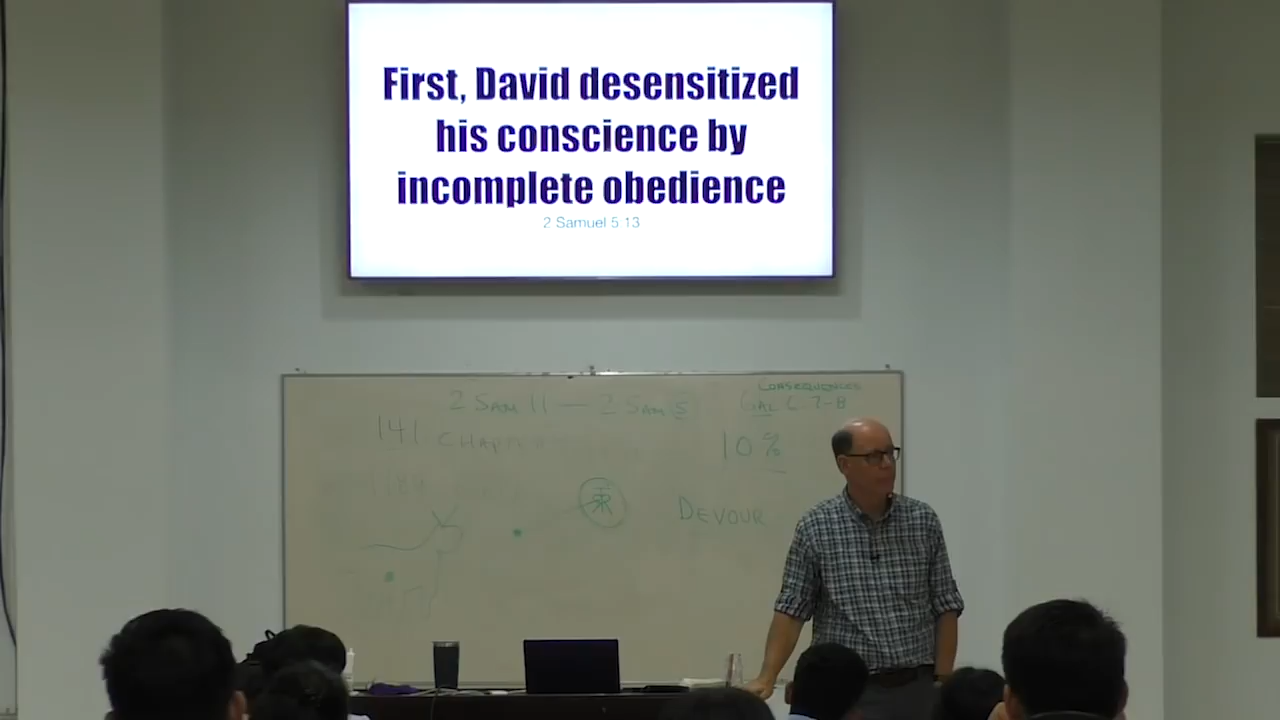 First, David desensitized
his conscience by
incomplete obedience
2 Samuel 5:13
CONSEQUENCES
2 SAM 11 — 2 SAM 5
GAL 6:7-8
141
10%
DEVOUR